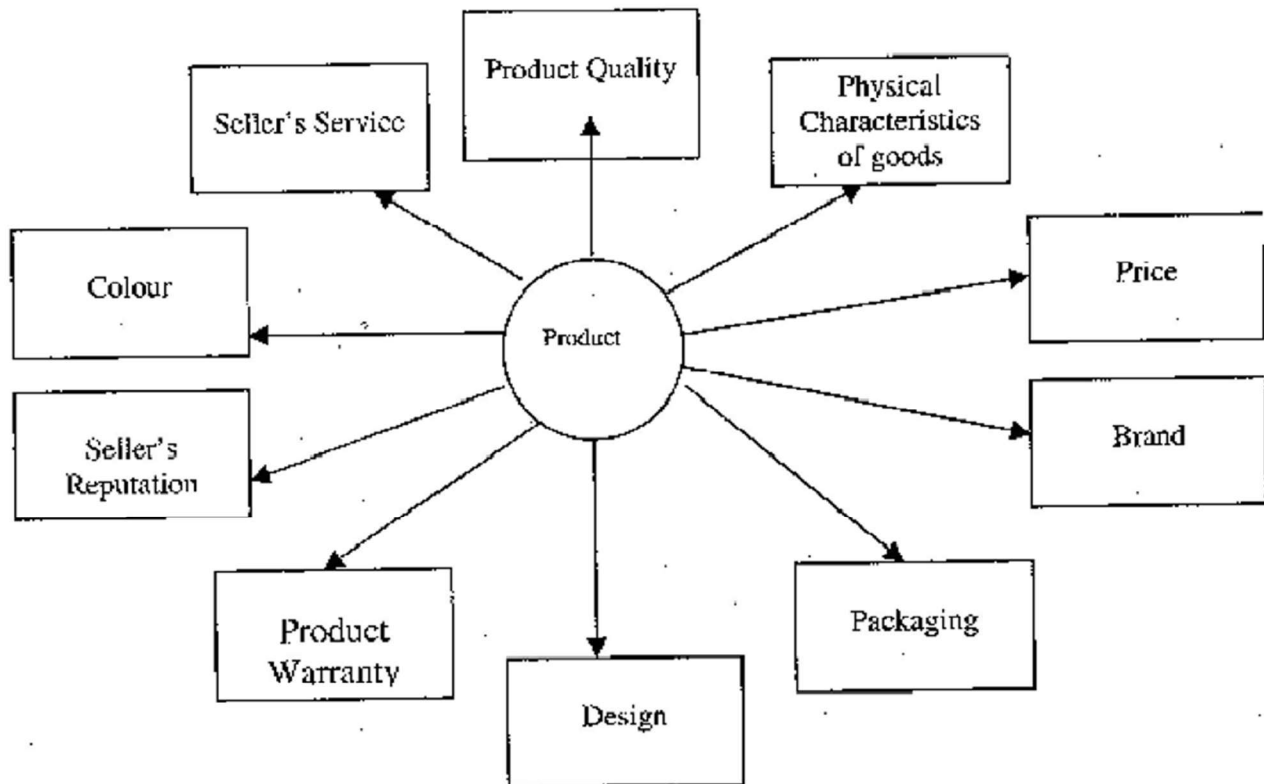 Product Quality
Seller's Service
Physical
Characteristics
of goods
Colour
Price
Product
Seller's
Reputation
Brand
Product
Warranty
Packaging
Design